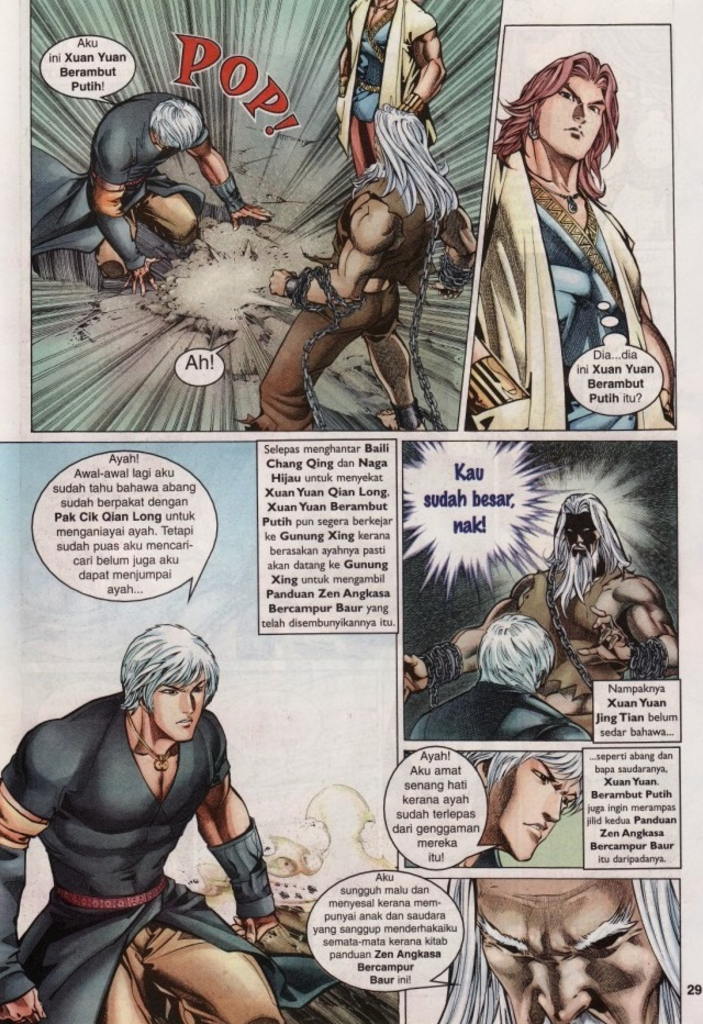 Aku
ini Xuan Yuan
Berambut
Putih!
POP!
Ah!
Dia...dia
ini Xuan Yuan
Berambut
Putih itu?
Ayah!
Awal-awal lagi aku
sudah tahu bahawa abang
sudah berpakat dengan
Pak Cik Qian Long untuk
menganiayai ayah. Tetapi
sudah puas aku mencari-
cari belum juga aku
dapat menjumpai
ayah...
Selepas menghantar Baili
Chang Qing dan Naga
Hijau untuk menyekat
Xuan Yuan Qian Long,
Xuan Yuan Berambut
Putih pun segera berkejar
ke Gunung Xing kerana
berasakan ayahnya pasti
akan datang ke Gunung
Xing untuk mengambil
Panduan Zen Angkasa
Bercampur Baur yang
telah disembunyikannya itu.
Kau
sudah besar,
nak!
Nampaknya
Xuan Yuan
Jing Tian belum
sedar bahawa...
Ayah!
Aku amat
senang hati
kerana ayah
sudah terlepas
dari genggaman
mereka
itu!
...seperti abang dan
bapa saudaranya,
Xuan Yuan.
Berambut Putih
juga ingin merampas
jilid kedua Panduan
Zen Angkasa
Bercampur Baur
itu daripadanya.
Aku
sungguh malu dan
menyesal kerana mem-
punyai anak dan saudara
yang sanggup menderhakaiku
semata-mata kerana kitab
panduan Zen Angkasa
Bercampur
Baur ini!
29